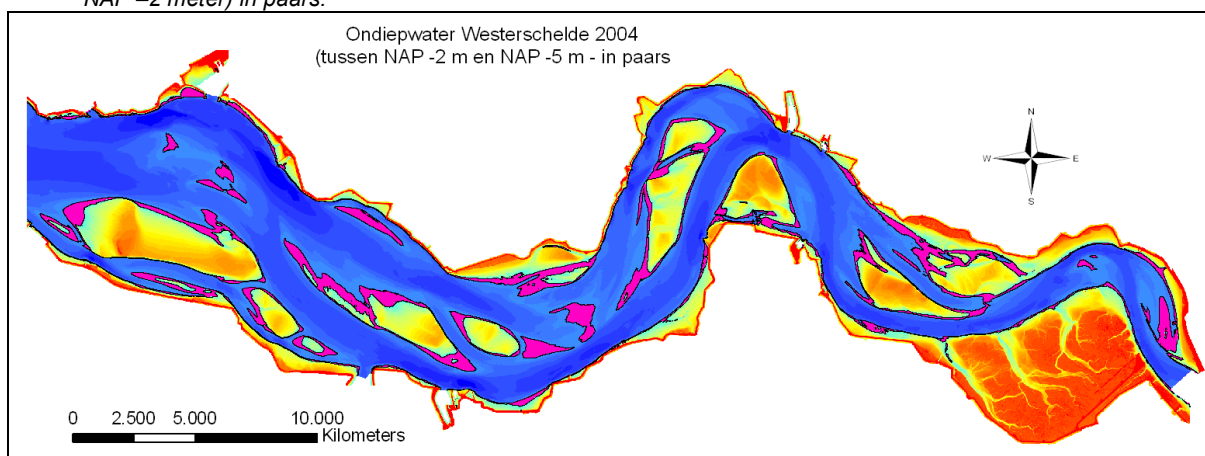 NAP –2 meter) in paars.
Ondiepwater Westerschelde 2004
(tussen NAP -2 m en NAP -5 m - in paars
N
W E
S
0 2.500 5.000 10.000
Kilometers